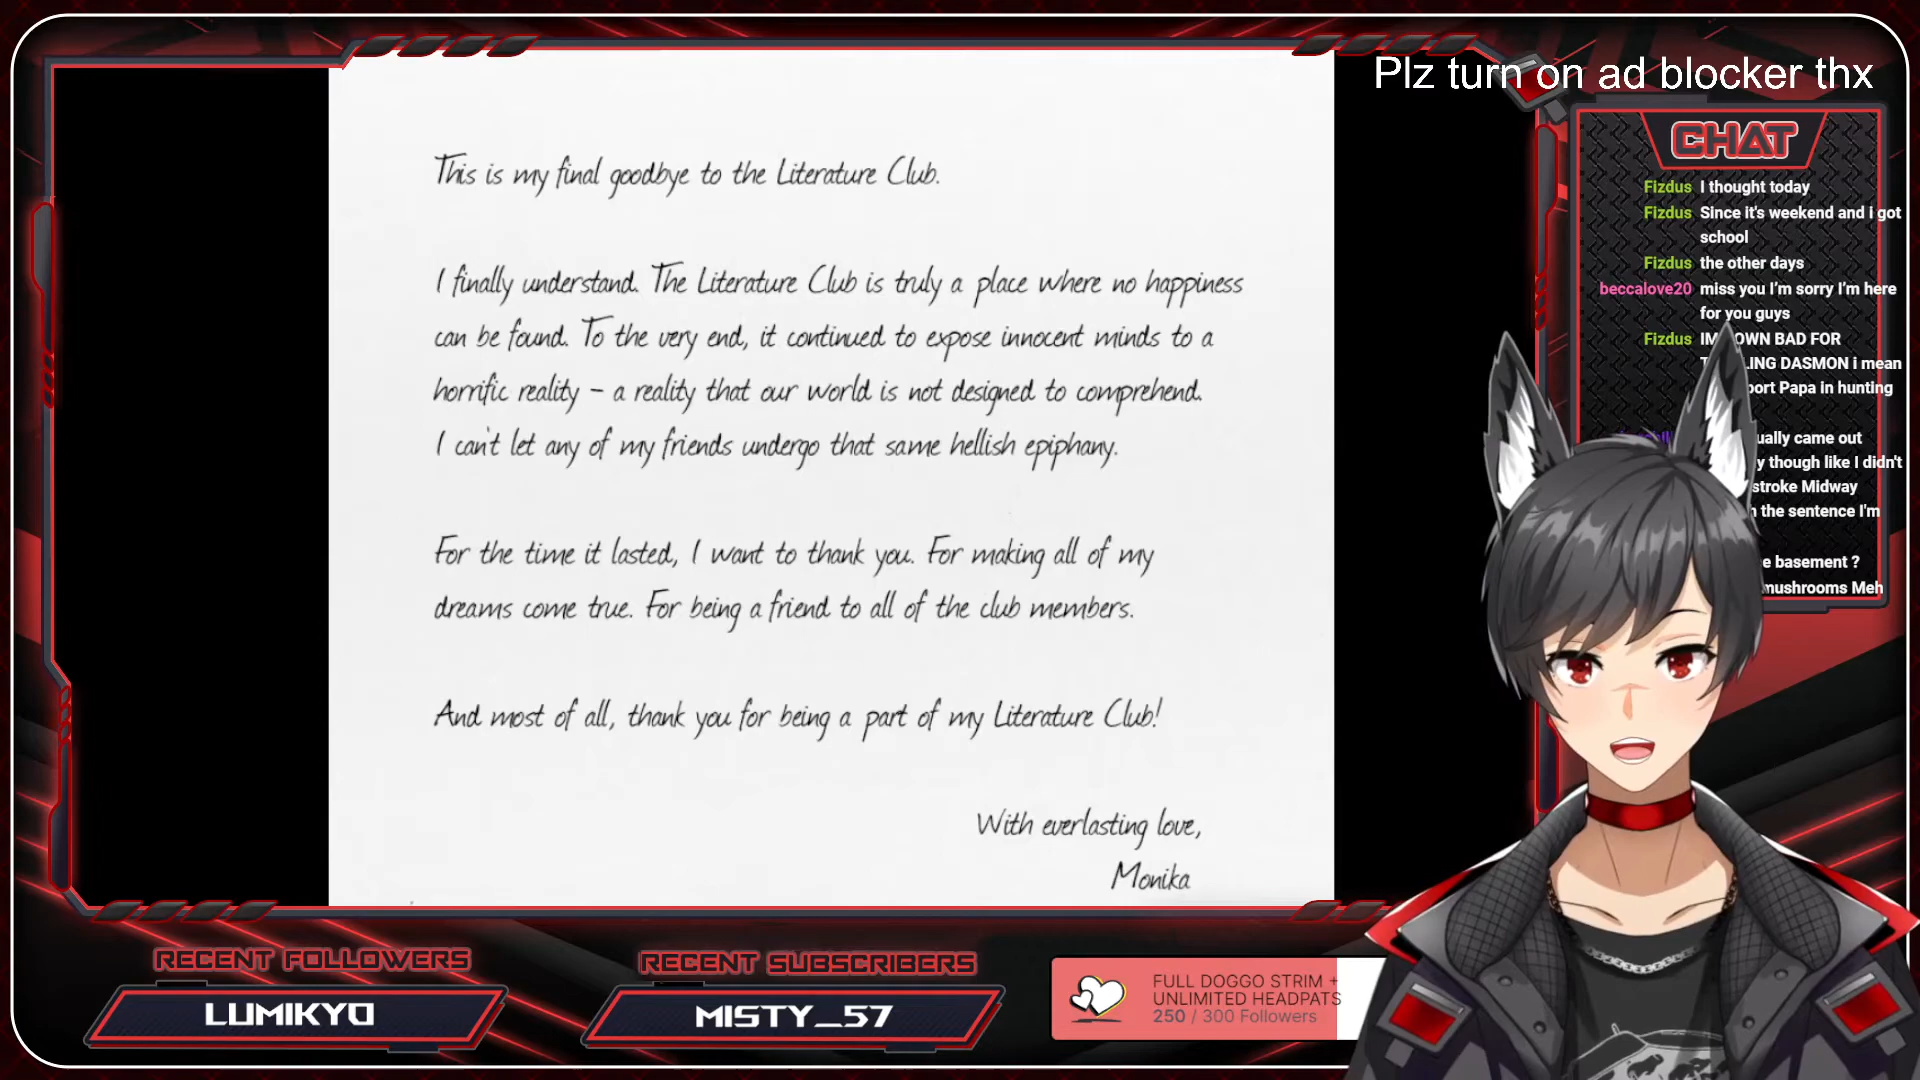 Plz turn on ad blocker thx
This is my final goodbye to the Literature Club.
I finally understand. The Literature Club is truly a place where no happiness
can be found. To the very end, it continued to expose innocent minds to a
horrific reality – a reality that our world is not designed to comprehend.
I can't let any of my friends undergo that same hellish epiphany.
For the time it lasted, I want to thank you. For making all of my
dreams come true. For being a friend to all of the club members.
And most of all, thank you for being a part of my Literature Club!
With everlasting love,
Monika
CHAT
Fizdus I thought today
Fizdus Since it's weekend and i got
school
Fizdus the other days
beccalove20 miss you I'm sorry I'm here
for you guys
Fizdus BAD FOR
DASMON i mean
Papa in hunting
came out
though like I didn't
stroke Midway
the sentence I'm
basement ?
mushrooms Meh
RECENT FOLLOWERS
LUMIKYO
RECENT SUBSCRIBERS
MISTY_57
FULL DOGGO STRIM +
UNLIMITED HEADPATS
250 / 300 Followers